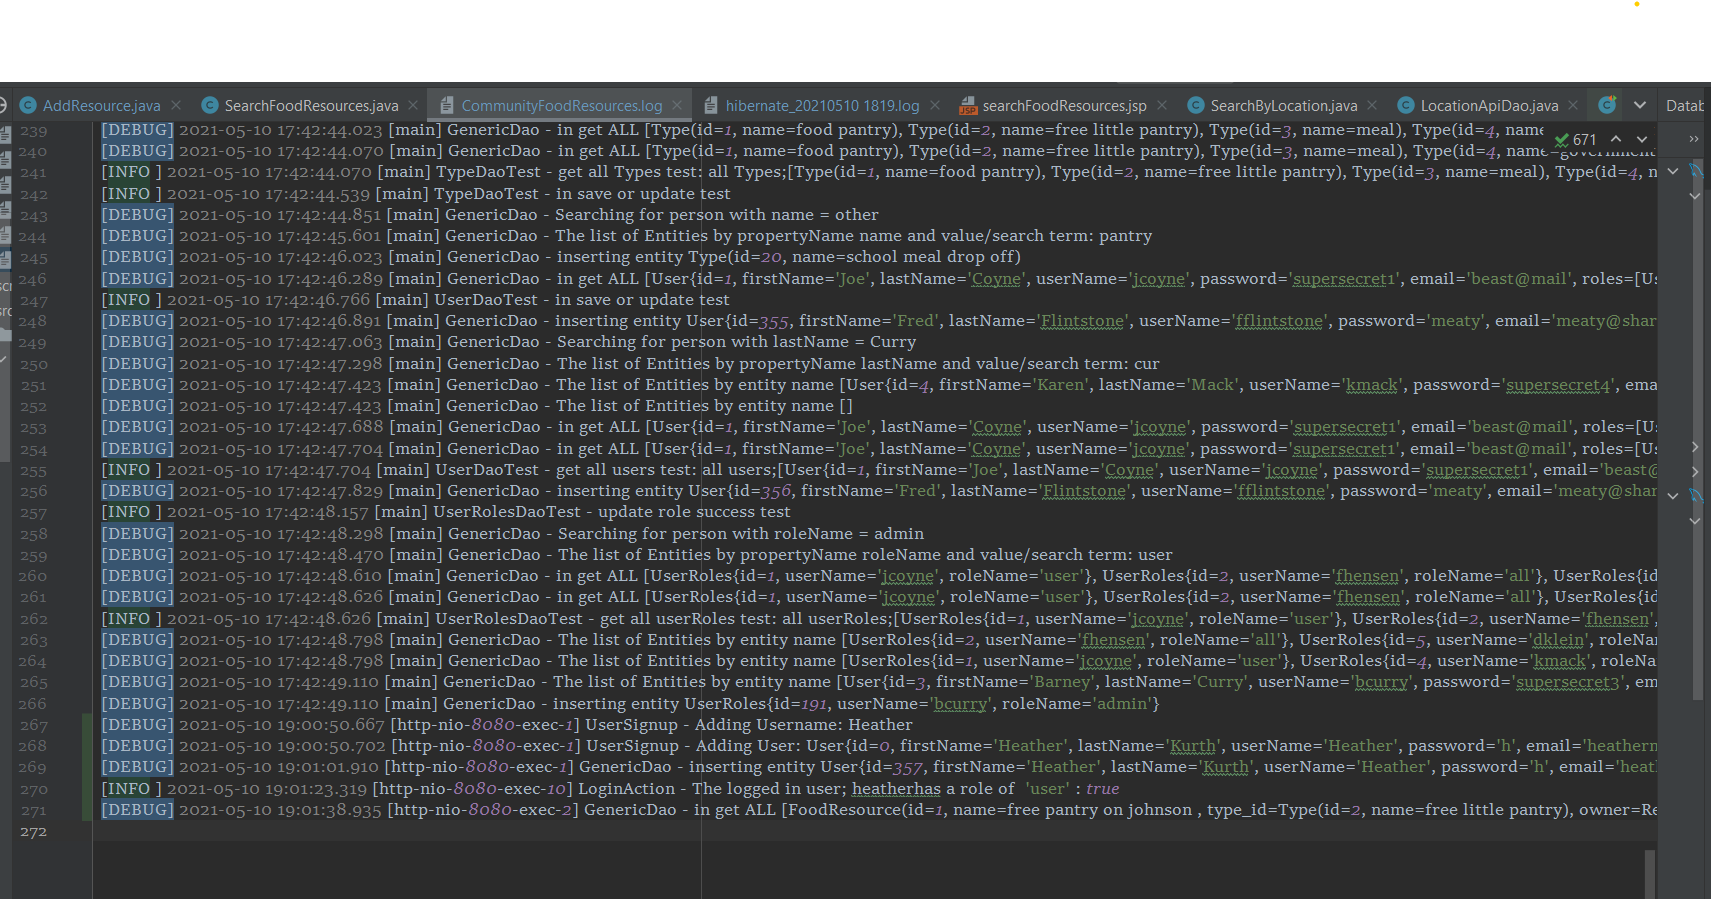 AddResource.java SearchFoodResources.java CommunityFoodResources.log hibernate_20210510 1819.log searchFoodResources.jsp SearchByLocation.java LocationApiDao.java Datab
671
239 [DEBUG] 2021-05-10 17:42:44.023 [main] GenericDao - in get ALL [Type(id=1, name=food pantry), Type(id=2, name=free little pantry), Type(id=3, name=meal), Type(id=4, name
240 [DEBUG] 2021-05-10 17:42:44.070 [main] GenericDao - in get ALL [Type(id=1, name=food pantry), Type(id=2, name=free little pantry), Type(id=3, name=meal), Type(id=4, name=government
241 [INFO ] 2021-05-10 17:42:44.070 [main] TypeDaoTest - get all Types test: all Types;[Type(id=1, name=food pantry), Type(id=2, name=free little pantry), Type(id=3, name=meal), Type(id=4, n
242 [INFO ] 2021-05-10 17:42:44.539 [main] TypeDaoTest - in save or update test
243 [DEBUG] 2021-05-10 17:42:44.851 [main] GenericDao - Searching for person with name = other
244 [DEBUG] 2021-05-10 17:42:45.601 [main] GenericDao - The list of Entities by propertyName name and value/search term: pantry
245 [DEBUG] 2021-05-10 17:42:46.023 [main] GenericDao - inserting entity Type(id=20, name=school meal drop off)
246 [DEBUG] 2021-05-10 17:42:46.289 [main] GenericDao - in get ALL [User{id=1, firstName='Joe', lastName='Coyne', userName='jcoyne', password='supersecret1', email='beast@mail', roles=[Us
247 [INFO ] 2021-05-10 17:42:46.766 [main] UserDaoTest - in save or update test
248 [DEBUG] 2021-05-10 17:42:46.891 [main] GenericDao - inserting entity User{id=355, firstName='Fred', lastName='Flintstone', userName='fflintstone', password='meaty', email='meaty@shar
249 [DEBUG] 2021-05-10 17:42:47.063 [main] GenericDao - Searching for person with lastName = Curry
250 [DEBUG] 2021-05-10 17:42:47.298 [main] GenericDao - The list of Entities by propertyName lastName and value/search term: cur
251 [DEBUG] 2021-05-10 17:42:47.423 [main] GenericDao - The list of Entities by entity name [User{id=4, firstName='Karen', lastName='Mack', userName='kmack', password='supersecret4', ema
252 [DEBUG] 2021-05-10 17:42:47.423 [main] GenericDao - The list of Entities by entity name []
253 [DEBUG] 2021-05-10 17:42:47.688 [main] GenericDao - in get ALL [User{id=1, firstName='Joe', lastName='Coyne', userName='jcoyne', password='supersecret1', email='beast@mail', roles=[Us
254 [DEBUG] 2021-05-10 17:42:47.704 [main] GenericDao - in get ALL [User{id=1, firstName='Joe', lastName='Coyne', userName='jcoyne', password='supersecret1', email='beast@mail', roles=[Us
255 [INFO ] 2021-05-10 17:42:47.704 [main] UserDaoTest - get all users test: all users;[User{id=1, firstName='Joe', lastName='Coyne', userName='jcoyne', password='supersecret1', email='beast@
256 [DEBUG] 2021-05-10 17:42:47.829 [main] GenericDao - inserting entity User{id=356, firstName='Fred', lastName='Flintstone', userName='fflintstone', password='meaty', email='meaty@shar
257 [INFO ] 2021-05-10 17:42:48.157 [main] UserRolesDaoTest - update role success test
258 [DEBUG] 2021-05-10 17:42:48.298 [main] GenericDao - Searching for person with roleName = admin
259 [DEBUG] 2021-05-10 17:42:48.470 [main] GenericDao - The list of Entities by propertyName roleName and value/search term: user
260 [DEBUG] 2021-05-10 17:42:48.610 [main] GenericDao - in get ALL [UserRoles{id=1, userName='jcoyne', roleName='user'}, UserRoles{id=2, userName='fhensen', roleName='all'}, UserRoles{id
261 [DEBUG] 2021-05-10 17:42:48.626 [main] GenericDao - in get ALL [UserRoles{id=1, userName='jcoyne', roleName='user'}, UserRoles{id=2, userName='fhensen', roleName='all'}, UserRoles{id
262 [INFO ] 2021-05-10 17:42:48.626 [main] UserRolesDaoTest - get all userRoles test: all userRoles;[UserRoles{id=1, userName='jcoyne', roleName='user'}, UserRoles{id=2, userName='fhensen',
263 [DEBUG] 2021-05-10 17:42:48.798 [main] GenericDao - The list of Entities by entity name [UserRoles{id=2, userName='fhensen', roleName='all'}, UserRoles{id=5, userName='dklein', roleNam
264 [DEBUG] 2021-05-10 17:42:48.798 [main] GenericDao - The list of Entities by entity name [UserRoles{id=1, userName='jcoyne', roleName='user'}, UserRoles{id=4, userName='kmack', roleNa
265 [DEBUG] 2021-05-10 17:42:49.110 [main] GenericDao - The list of Entities by entity name [User{id=3, firstName='Barney', lastName='Curry', userName='bcurry', password='supersecret3', em
266 [DEBUG] 2021-05-10 17:42:49.110 [main] GenericDao - inserting entity UserRoles{id=191, userName='bcurry', roleName='admin'}
267 [DEBUG] 2021-05-10 19:00:50.667 [http-nio-8080-exec-1] UserSignup - Adding Username: Heather
268 [DEBUG] 2021-05-10 19:00:50.702 [http-nio-8080-exec-1] UserSignup - Adding User: User{id=0, firstName='Heather', lastName='Kurth', userName='Heather', password='h', email='heathern
269 [DEBUG] 2021-05-10 19:01:01.910 [http-nio-8080-exec-1] GenericDao - inserting entity User{id=357, firstName='Heather', lastName='Kurth', userName='Heather', password='h', email='heat
270 [INFO ] 2021-05-10 19:01:23.319 [http-nio-8080-exec-10] LoginAction - The logged in user; heatherhas a role of 'user' : true
271 [DEBUG] 2021-05-10 19:01:38.935 [http-nio-8080-exec-2] GenericDao - in get ALL [FoodResource(id=1, name=free pantry on johnson , type_id=Type(id=2, name=free little pantry), owner=Re
272